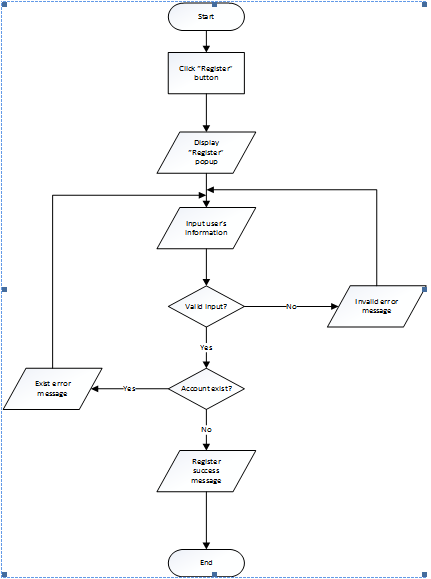 Start
Click "Register"
button
Display
"Register"
popup
Input user's
information
Valid input?
No
Invalid error
message
Yes
Account exist?
Yes
Exist error
message
No
Register
success
message
End